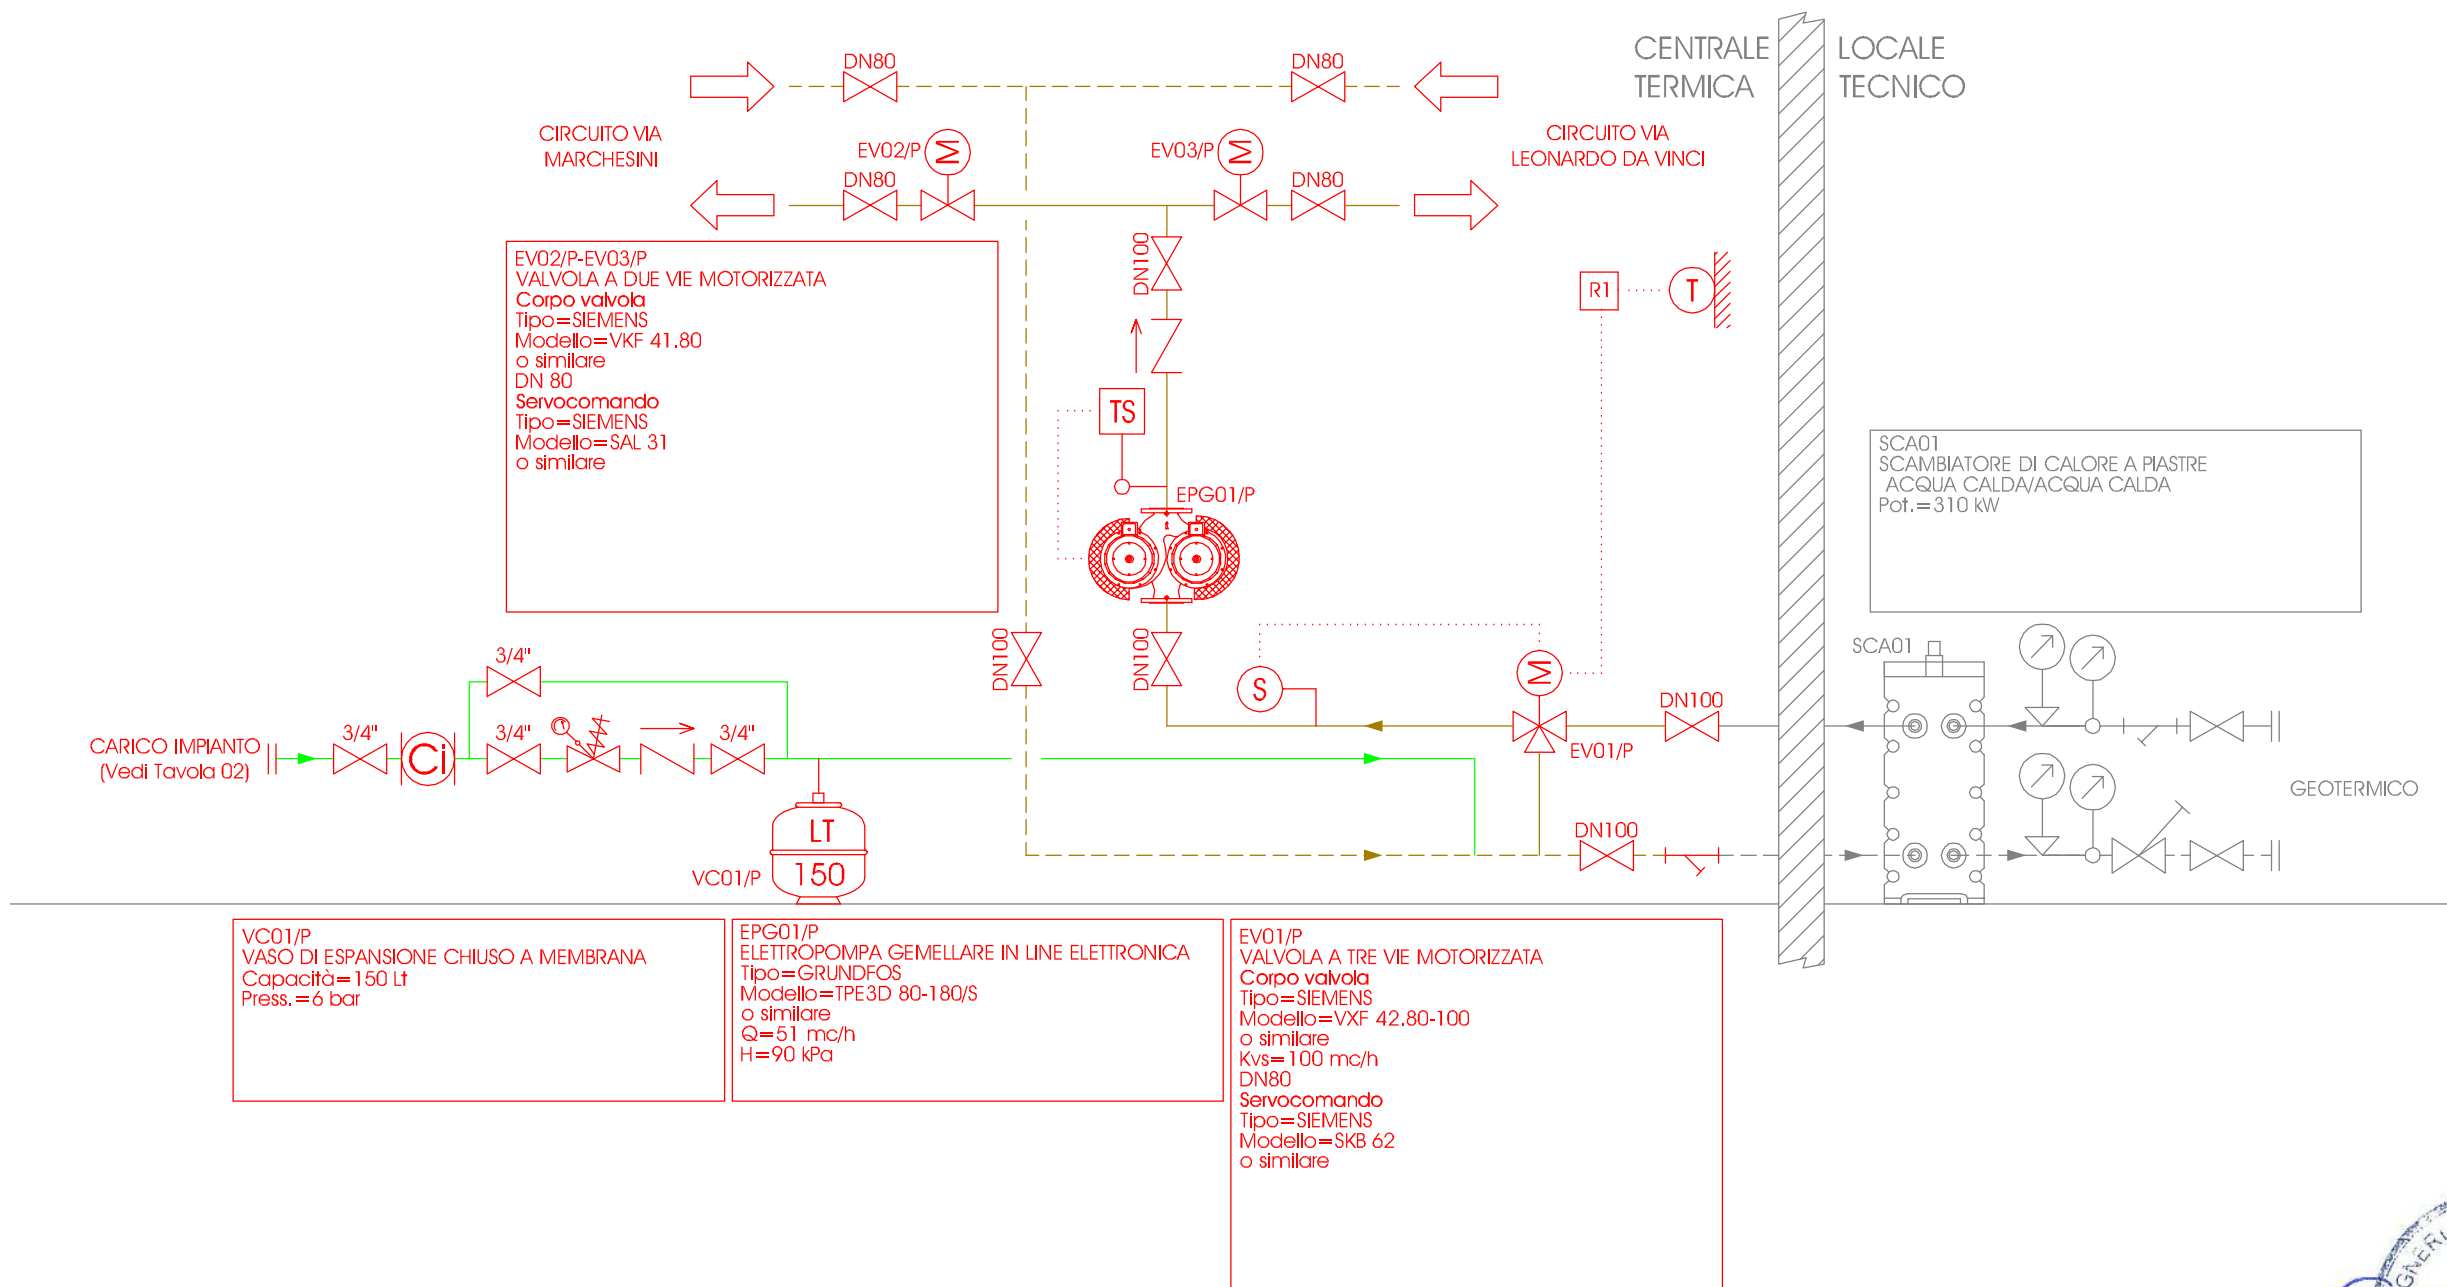 CENTRALE
TERMICA
LOCALE
TECNICO
DN80
DN80
CIRCUITO VIA
MARCHESINI
EV02/P
M
EV03/P
M
CIRCUITO VIA
LEONARDO DA VINCI
DN80
DN80
EV02/P-EV03/P
VALVOLA A DUE VIE MOTORIZZATA
Corpo valvola
Tipo=SIEMENS
Modello=VKF 41.80
o similare
DN 80
Servocomando
Tipo=SIEMENS
Modello=SAL 31
o similare
DN100
R1
T
TS
EPG01/P
SCA01
SCAMBIATORE DI CALORE A PIASTRE
ACQUA CALDA/ACQUA CALDA
Pot.=310 kW
DN100
DN100
S
M
DN100
EV01/P
SCA01
3/4"
3/4"
3/4"
3/4"
CARICO IMPIANTO
(Vedi Tavola 02)
Ci
GEOTERMICO
DN100
LT
150
VC01/P
VC01/P
VASO DI ESPANSIONE CHIUSO A MEMBRANA
Capacità=150 Lt
Press.=6 bar
EPG01/P
ELETTROPOMPA GEMELLARE IN LINE ELETTRONICA
Tipo=GRUNDFOS
Modello=TPE3D 80-180/S
o similare
Q=51 mc/h
H=90 kPa
EV01/P
VALVOLA A TRE VIE MOTORIZZATA
Corpo valvola
Tipo=SIEMENS
Modello=VXF 42.80-100
o similare
Kvs=100 mc/h
DN80
Servocomando
Tipo=SIEMENS
Modello=SKB 62
o similare